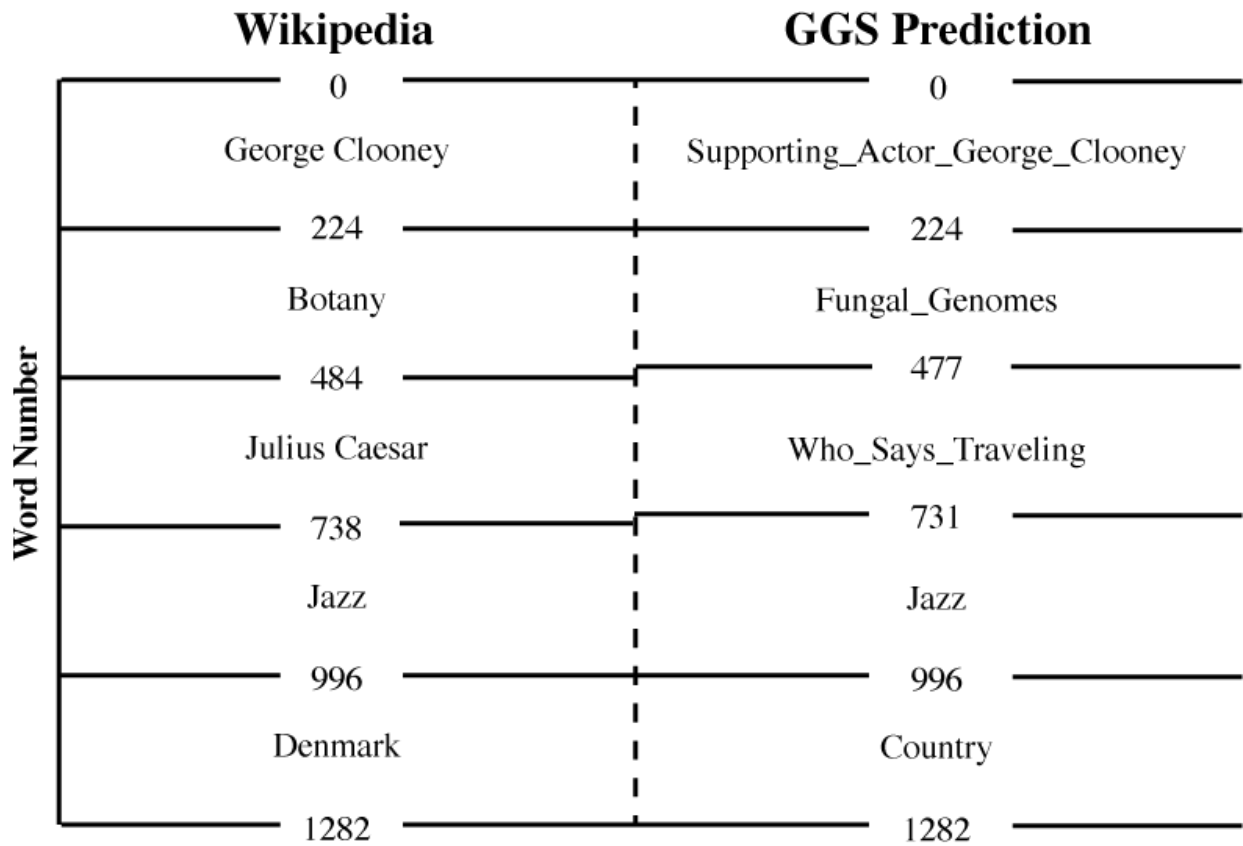 Wikipedia GGS Prediction
0 0
George Clooney Supporting_Actor_George_Clooney
224 224
Botany Fungal_Genomes
484 477
Julius Caesar Who_Says_Traveling
738 731
Jazz Jazz
996 996
Denmark Country
1282 1282
Word Number